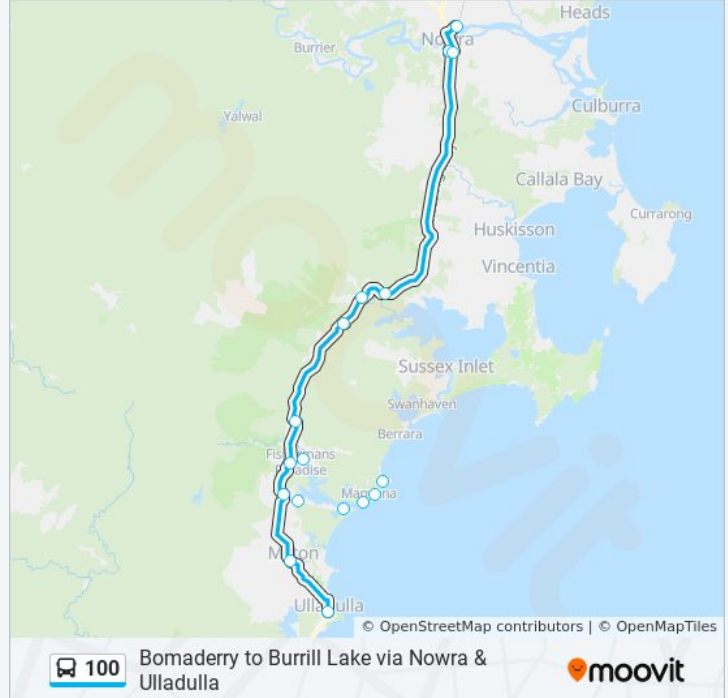 Heads
Nowra
Burrier
Culburra
Yalwal
Callala Bay
Currarong
Huskisson
Vincentia
Sussex Inlet
Swanhaven
Berrara
Fishermans
Paradise
Manyana
Milton
Ulladulla
© OpenStreetMap contributors | © OpenMapTiles
100
Bomaderry to Burrill Lake via Nowra &
Ulladulla
moovit
moovit